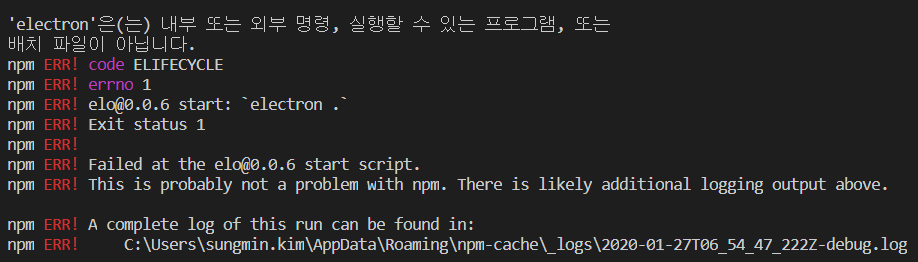 'electron'은(는) 내부 또는 외부 명령, 실행할 수 있는 프로그램, 또는
배치 파일이 아닙니다.
npm ERR! code ELIFECYCLE
npm ERR! errno 1
npm ERR! elo@0.0.6 start: `electron .`
npm ERR! Exit status 1
npm ERR!
npm ERR! Failed at the elo@0.0.6 start script.
npm ERR! This is probably not a problem with npm. There is likely additional logging output above.
npm ERR! A complete log of this run can be found in:
npm ERR!     C:\Users\sungmin.kim\AppData\Roaming\npm-cache\_logs\2020-01-27T06_54_47_222Z-debug.log